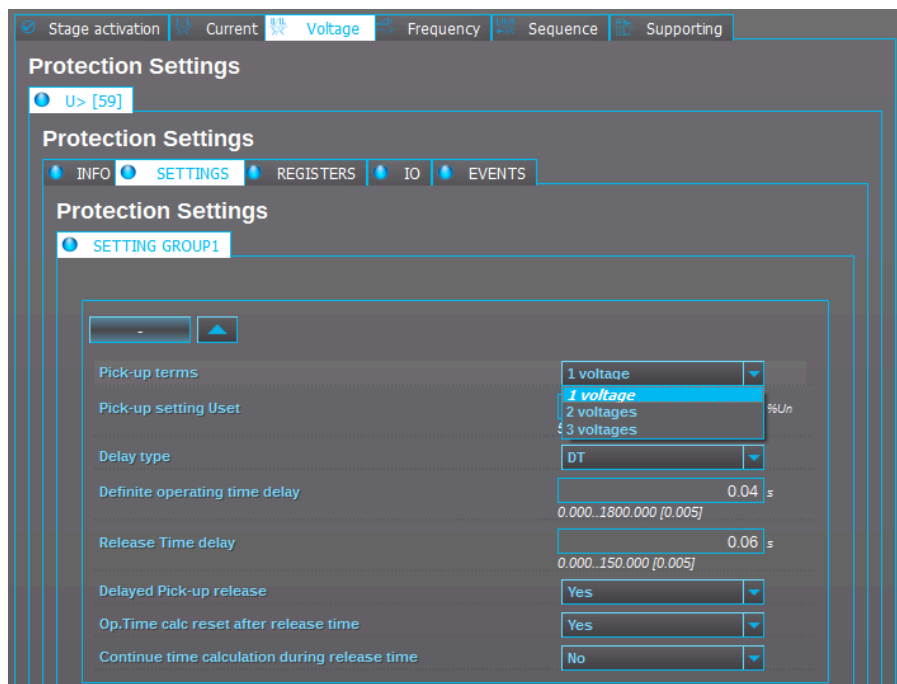 Stage activation Current Voltage Frequency Sequence Supporting
Protection Settings
U> [59]
Protection Settings
INFO SETTINGS REGISTERS IO EVENTS
Protection Settings
SETTING GROUP1
-
Pick-up terms 1 voltage
1 voltage
Pick-up setting Uset 2 voltages %Un
3 voltages
Delay type DT
Definite operating time delay 0.04 s
0.000..1800.000 [0.005]
Release Time delay 0.06 s
0.000..150.000 [0.005]
Delayed Pick-up release Yes
Op.Time calc reset after release time Yes
Continue time calculation during release time No